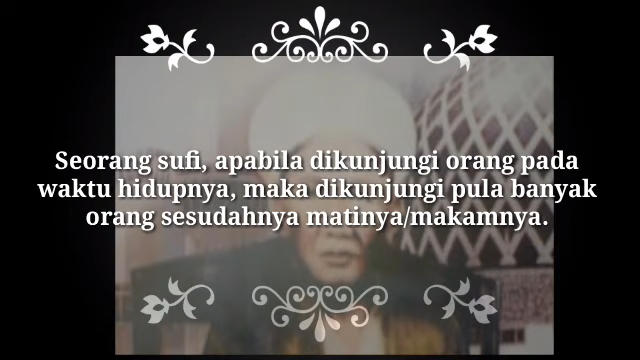 Seorang sufi, apabila dikunjungi orang pada
waktu hidupnya, maka dikunjungi pula banyak
orang sesudahnya matinya/makamnya.